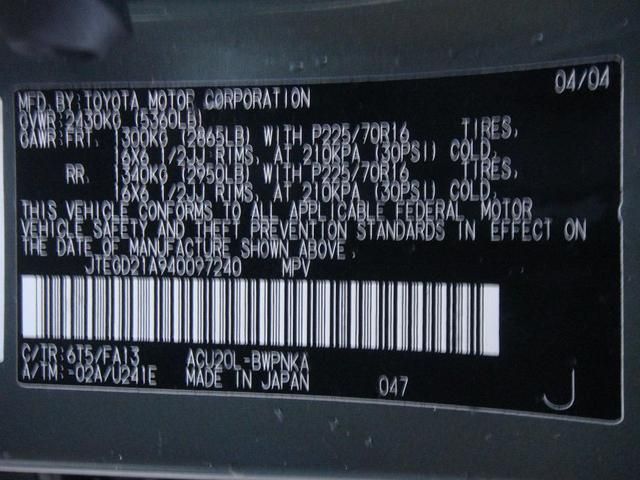 04/04
MFD. BY: TOYOTA MOTOR CORPORATION
GVWR: 2430KG (5360LB)
GAWR: FRT. 1300KG (2865LB) WITH P225/70R16 TIRES,
16X6 1/2JJ RIMS, AT 210KPA (30PSI) COLD,
RR. 1340KG (2950LB) WITH P225/70R16 TIRES,
16X6 1/2JJ RIMS, AT 210KPA (30PSI) COLD,
THIS VEHICLE CONFORMS TO ALL APPLICABLE FEDERAL MOTOR
VEHICLE SAFETY AND THEFT PREVENTION STANDARDS IN EFFECT ON
THE DATE OF MANUFACTURE SHOWN ABOVE.
JTEGD21A940097240 MPV
C/TR: 6T5/FA13 ACU20L-BWPNKA
A/TM: -02A/U241E MADE IN JAPAN 047 J